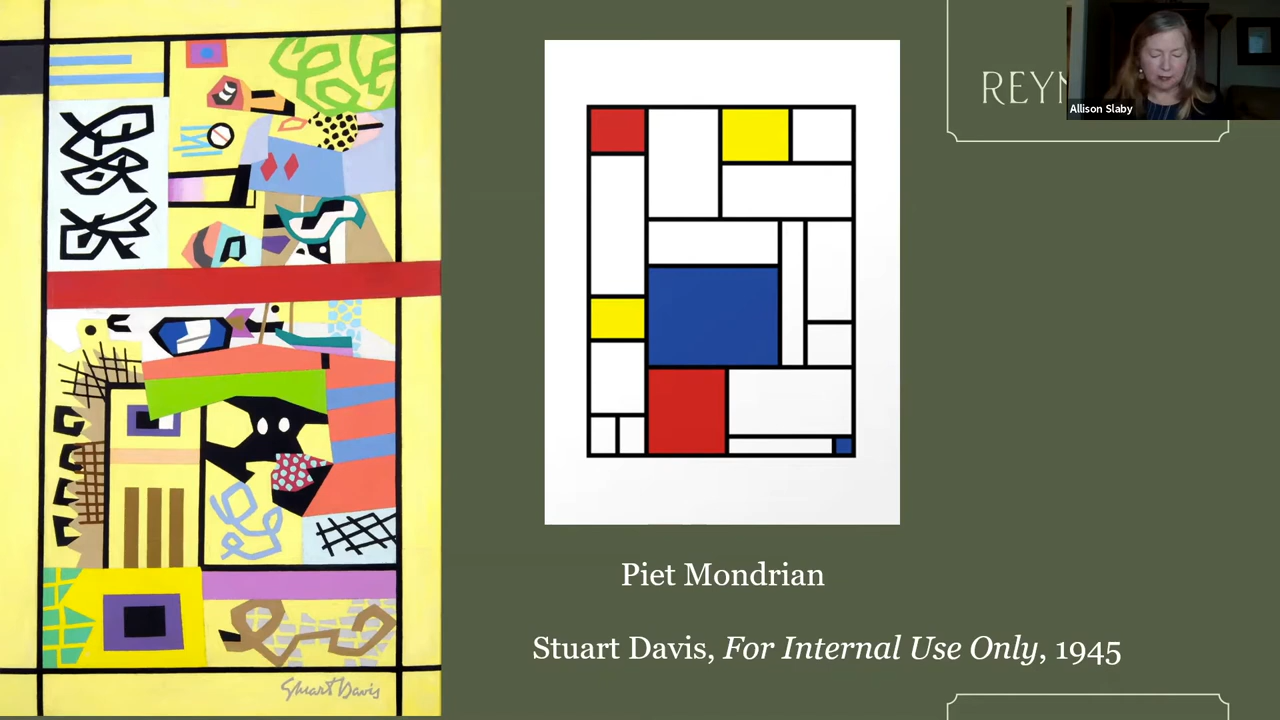 REYN
Allison Slaby
Piet Mondrian
Stuart Davis, For Internal Use Only, 1945
Stuart Davis